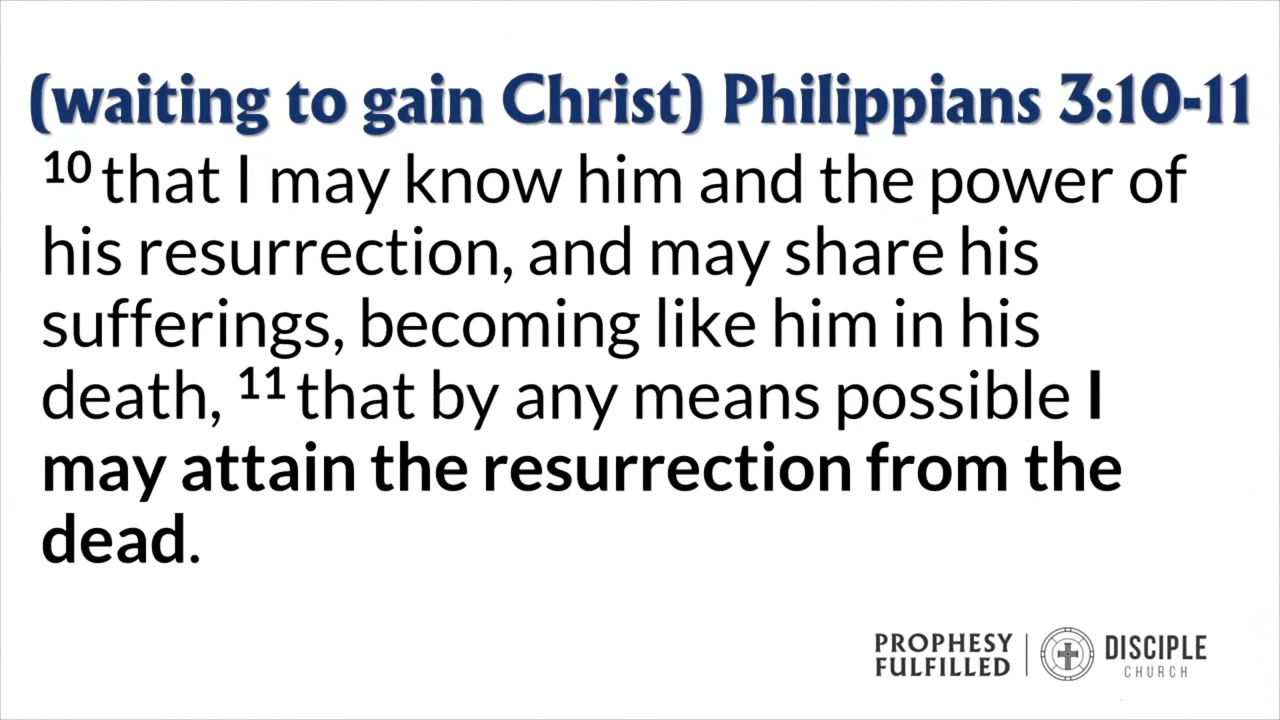 (waiting to gain Christ) Philippians 3:10-11
10 that I may know him and the power of
his resurrection, and may share his
sufferings, becoming like him in his
death, 11 that by any means possible I
may attain the resurrection from the
dead.
PROPHESY
FULFILLED
DISCIPLE
CHURCH